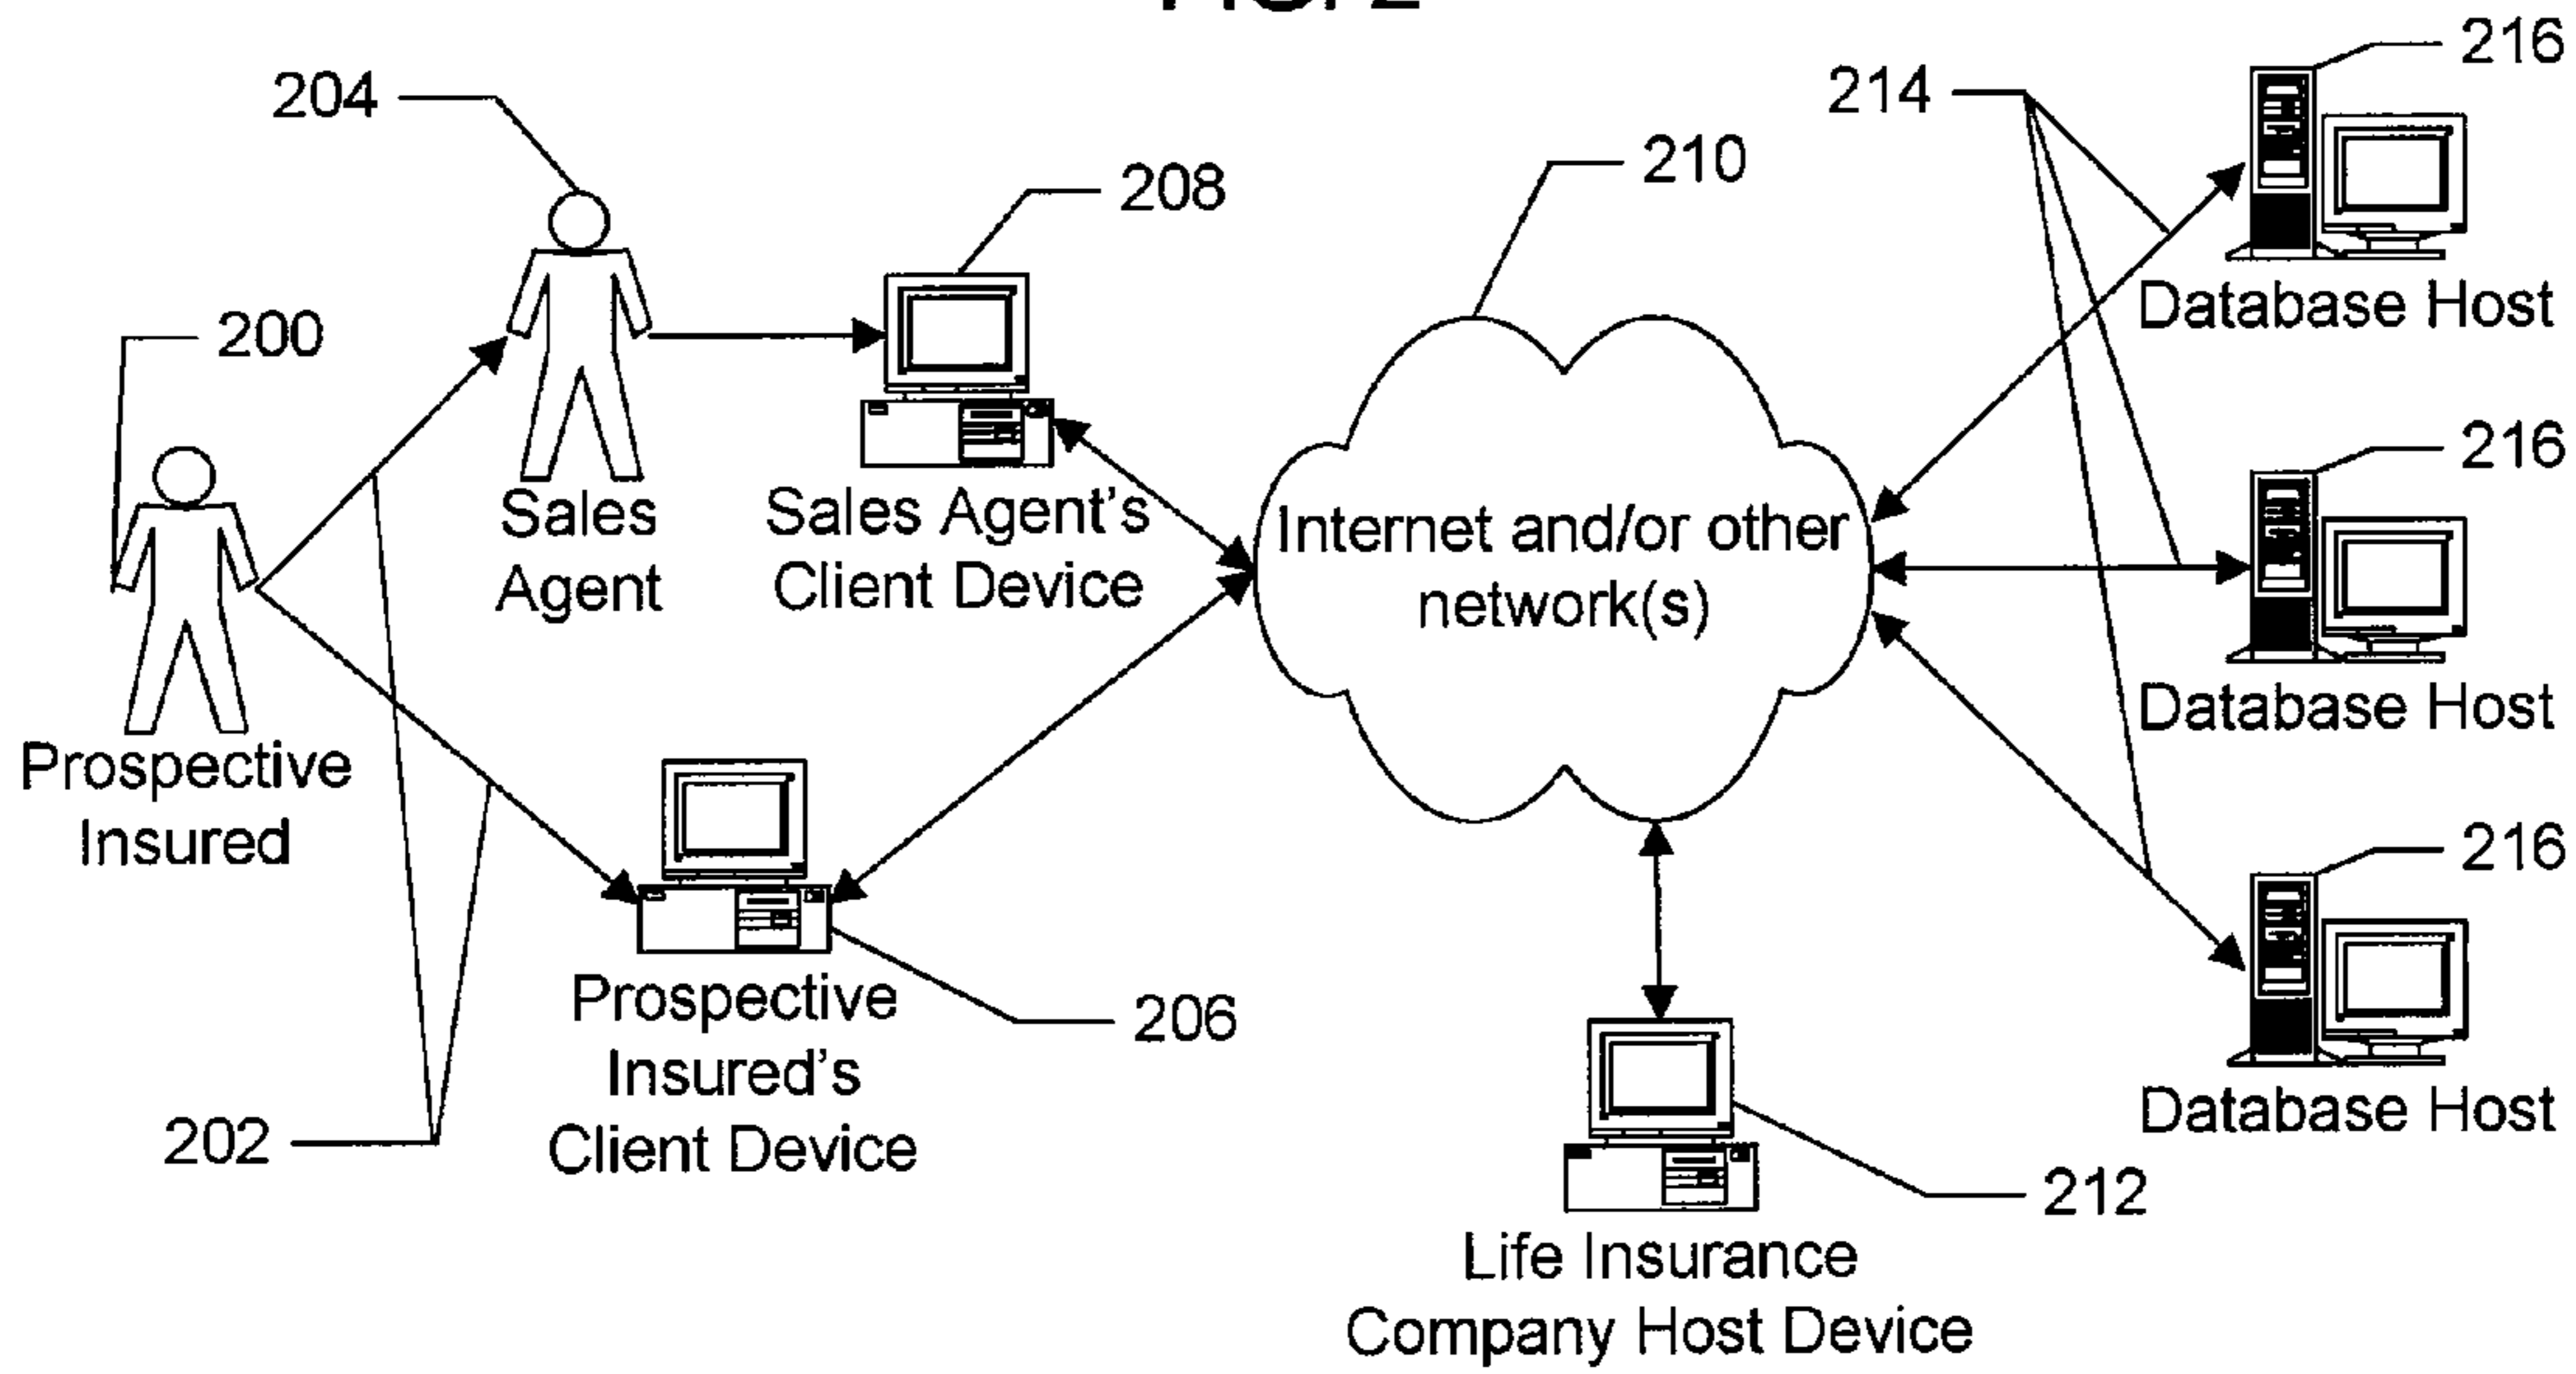 216
204
214
210
208
200
Database Host
216
Sales
Agent
Sales Agent's
Client Device
Internet and/or other
network(s)
Database Host
Prospective
Insured
216
Prospective
Insured's
Client Device
206
202
Database Host
212
Life Insurance
Company Host Device